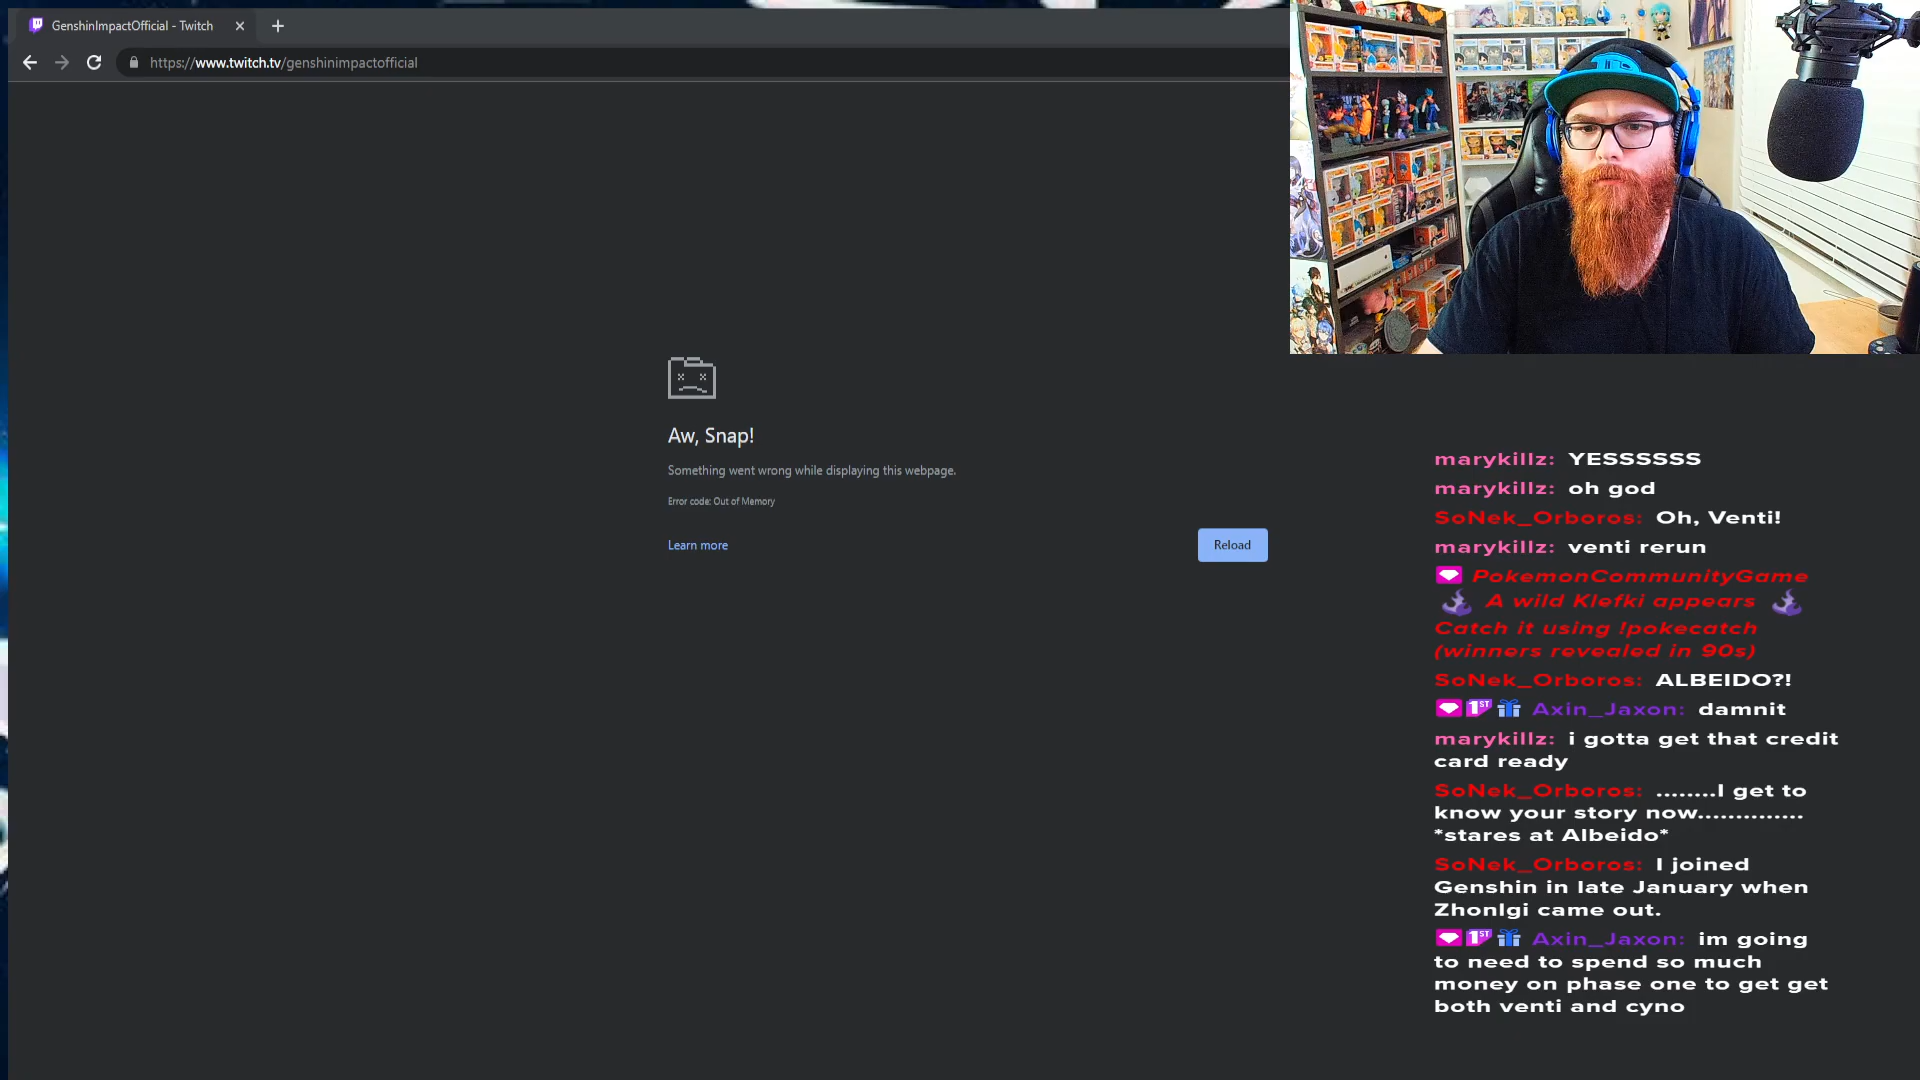 GenshinImpactOfficial - Twitch
https://www.twitch.tv/genshinimpactofficial
Aw, Snap!
Something went wrong while displaying this webpage.
Error code: Out of Memory
Learn more
Reload
marykillz: YESSSSSS
marykillz: oh god
SoNek_Orboros: Oh, Venti!
marykillz: venti rerun
PokemonCommunityGame
A wild Klefki appears
Catch it using !pokecatch
(winners revealed in 90s)
SoNek_Orboros: ALBEIDO?!
1ST Axin_Jaxon: damnit
marykillz: i gotta get that credit
card ready
SoNek_Orboros: ........I get to
know your story now..............
*stares at Albeido*
SoNek_Orboros: I joined
Genshin in late January when
ZhonIgi came out.
1ST Axin_Jaxon: im going
to need to spend so much
money on phase one to get get
both venti and cyno